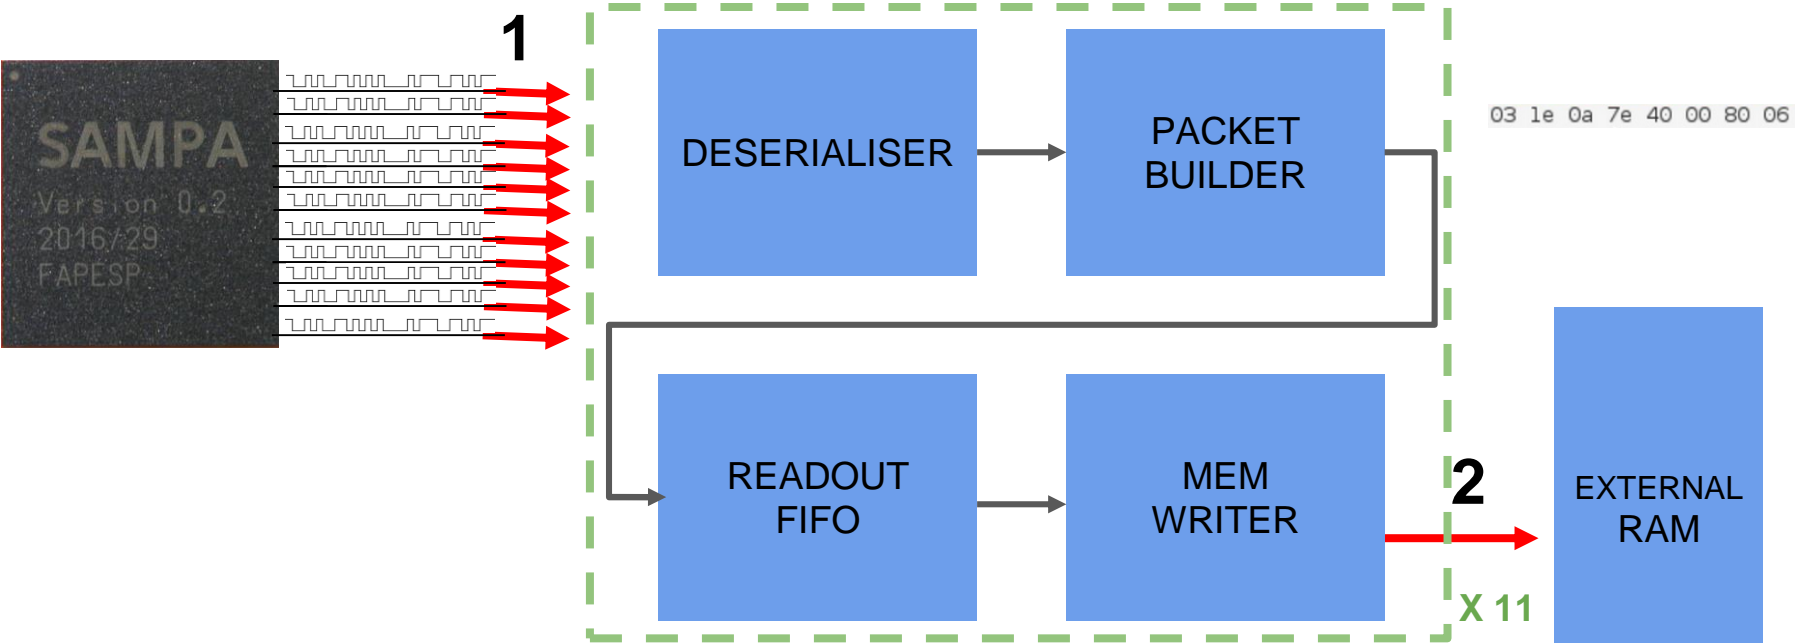 1
SAMPA
Version 0.2
2016/29
FAPESP
DESERIALISER
PACKET
BUILDER
03 1e 0a 7e 40 00 80 06
READOUT
FIFO
MEM
WRITER
2
EXTERNAL
RAM
X 11